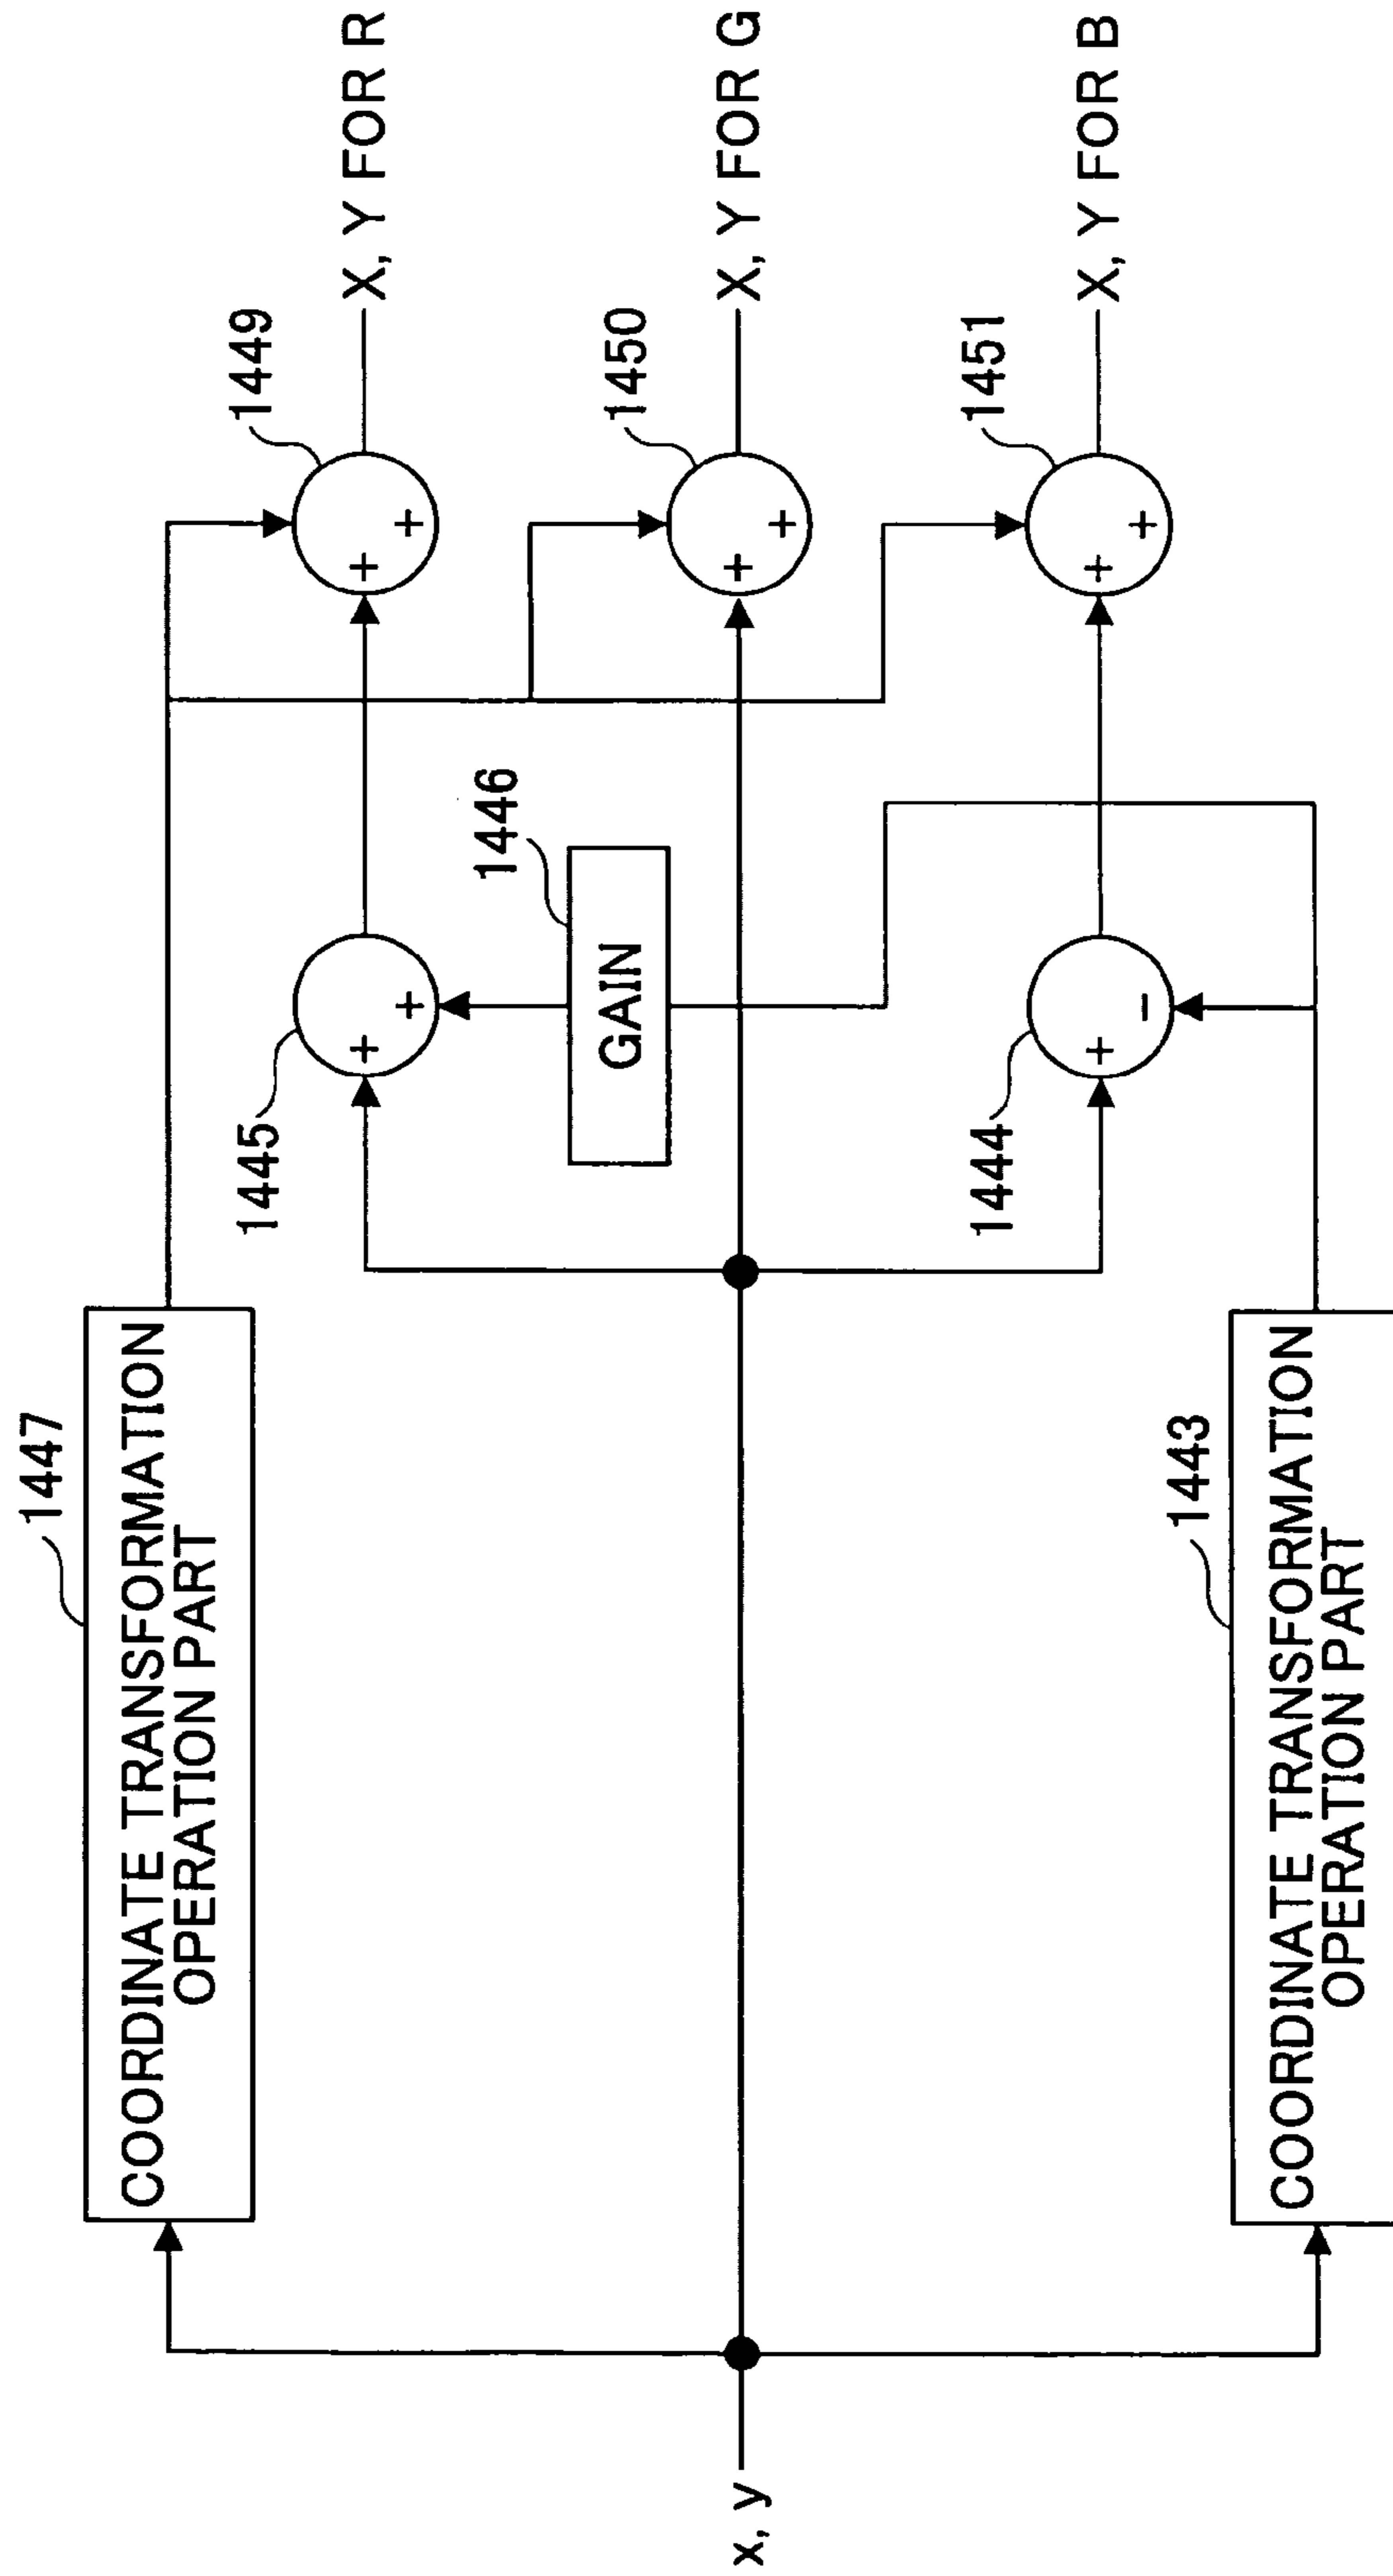 x, y
1447
COORDINATE TRANSFORMATION
OPERATION PART
1443
COORDINATE TRANSFORMATION
OPERATION PART
1445
+
+
1446
GAIN
1444
+
-
1449
+
+
X, Y FOR R
1450
+
+
X, Y FOR G
1451
+
+
X, Y FOR B